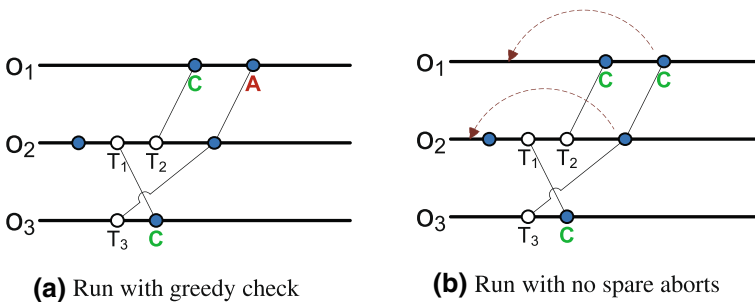 O₁
C
A
O₂
T₁
T₂
O₃
T₃
C
(a) Run with greedy check
O₁
C
C
O₂
T₁
T₂
O₃
T₃
C
(b) Run with no spare aborts